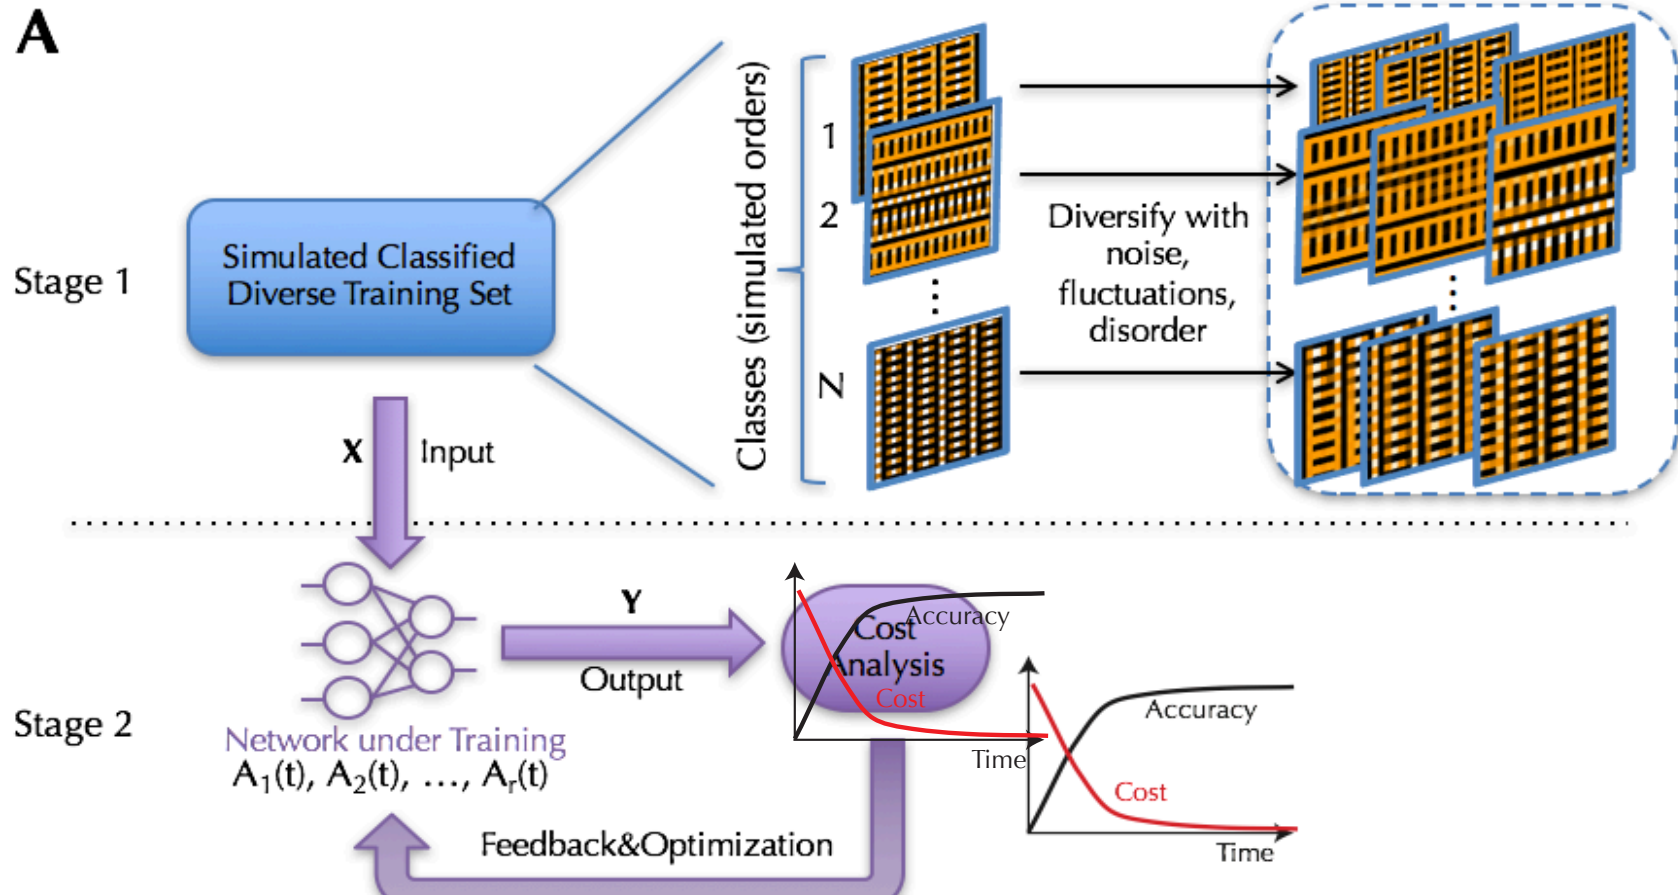 A
Stage 1
Simulated Classified
Diverse Training Set
Classes (simulated orders)
1
2
⋮
N
Diversify with
noise,
fluctuations,
disorder
⋮
X
Input
Stage 2
Network under Training
A₁(t), A₂(t), …, Aᵣ(t)
Y
Output
Cost
Analysis
Accuracy
Cost
Time
Accuracy
Cost
Time
Feedback&Optimization